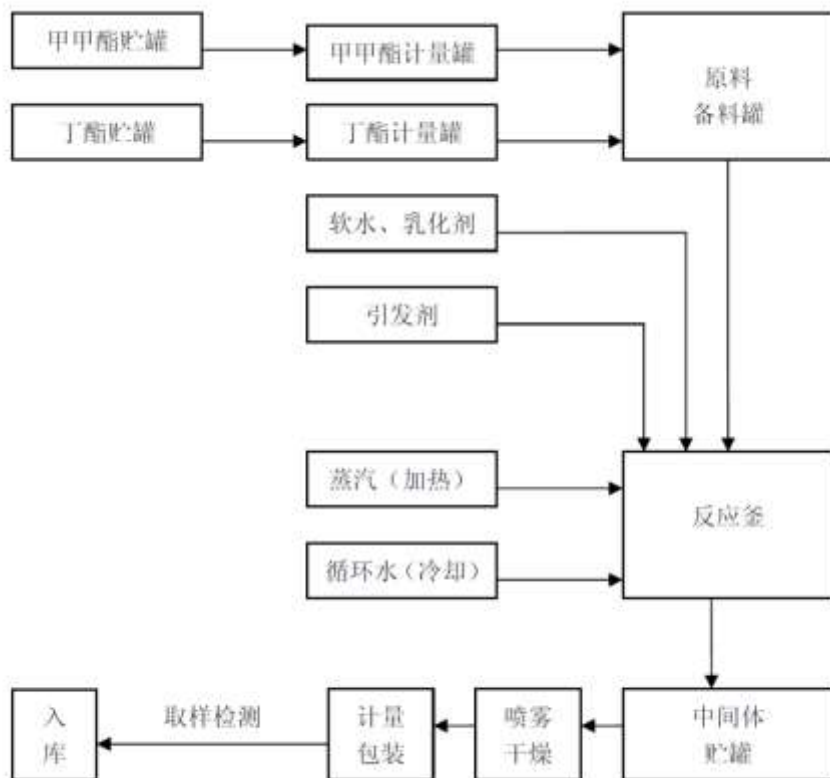 甲甲酯贮罐
甲甲酯计量罐
原料
备料罐
丁酯贮罐
丁酯计量罐
软水、乳化剂
引发剂
蒸汽（加热）
反应釜
循环水（冷却）
入
库
取样检测
计量
包装
喷雾
干燥
中间体
贮罐